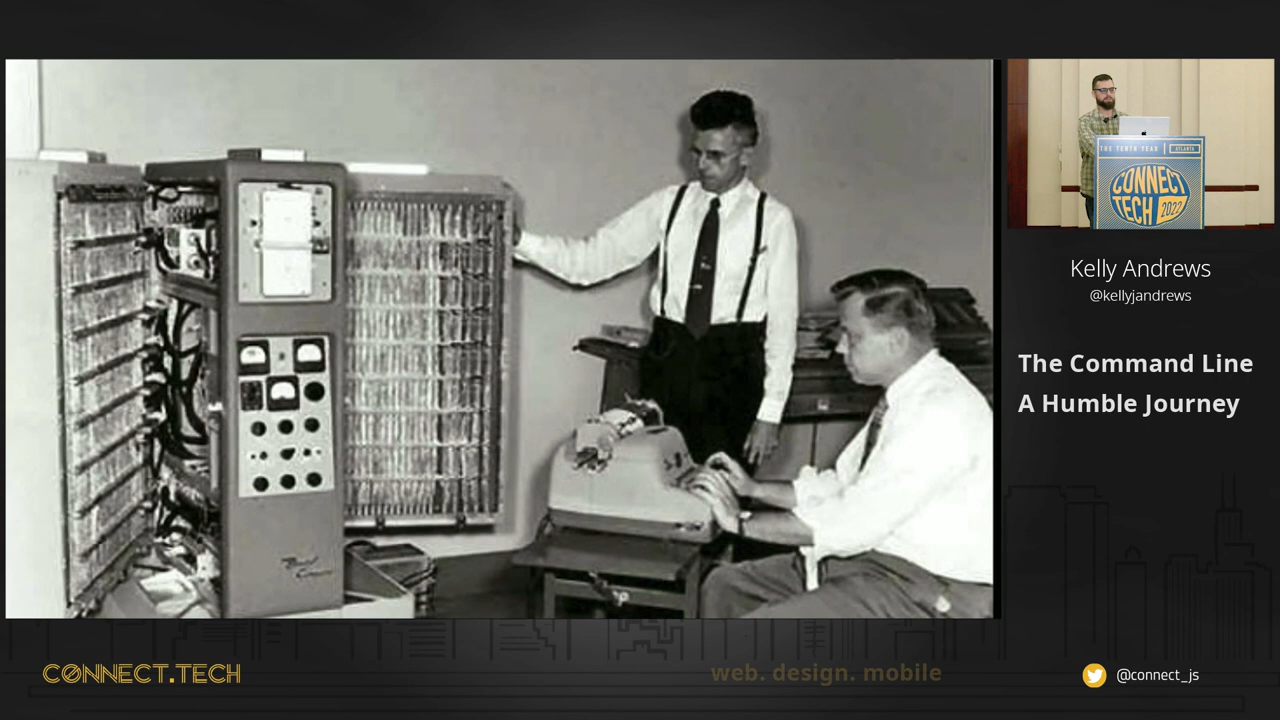 THE TENTH YEAR | ATLANTA
CONNECT
TECH
2022
Kelly Andrews
@kellyjandrews
The Command Line
A Humble Journey
CONNECT.TECH
web. design. mobile
@connect_js